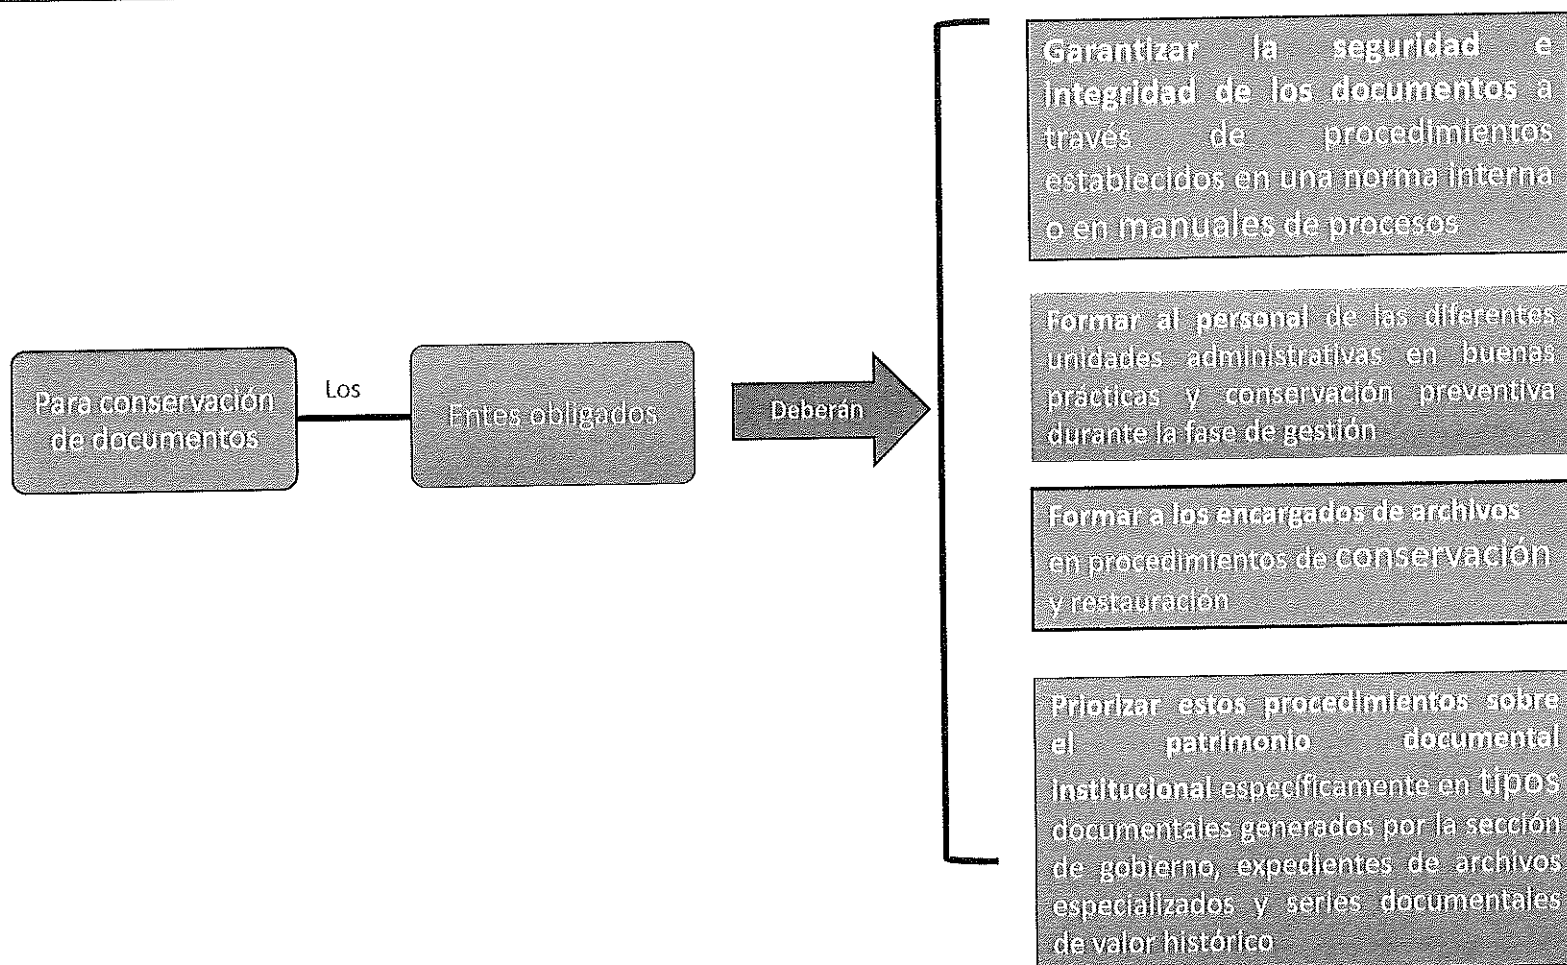 Para conservación
de documentos
Los
Entes obligados
Deberán
Garantizar la seguridad e
integridad de los documentos a
través de procedimientos
establecidos en una norma interna
o en manuales de procesos
Formar al personal de las diferentes
unidades administrativas en buenas
prácticas y conservación preventiva
durante la fase de gestión
Formar a los encargados de archivos
en procedimientos de conservación
y restauración
Priorizar estos procedimientos sobre
el patrimonio documental
institucional específicamente en tipos
documentales generados por la sección
de gobierno, expedientes de archivos
especializados y series documentales
de valor histórico